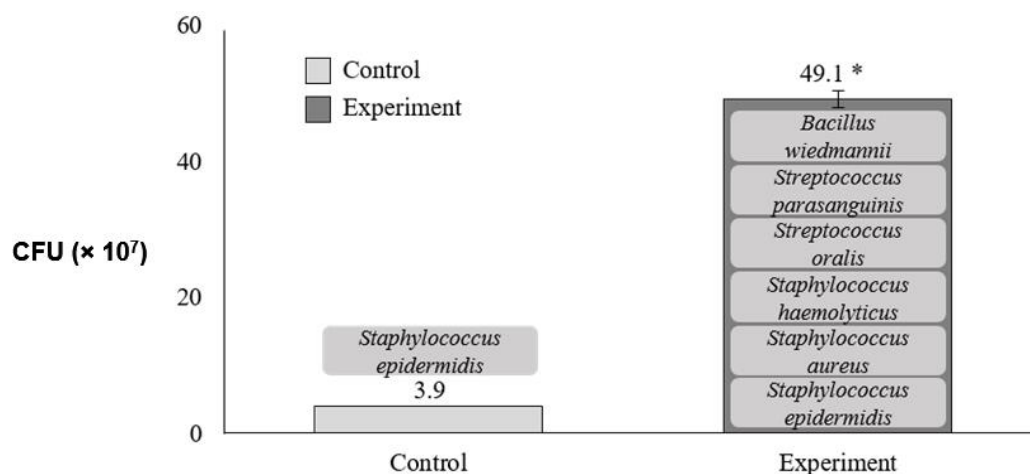 60
Control
Experiment
49.1 *
Bacillus
wiedmannii
40
Streptococcus
parasanguinis
CFU (× 10⁷)
Streptococcus
oralis
20
Staphylococcus
haemolyticus
Staphylococcus
epidermidis
Staphylococcus
aureus
3.9
Staphylococcus
epidermidis
0
Control
Experiment